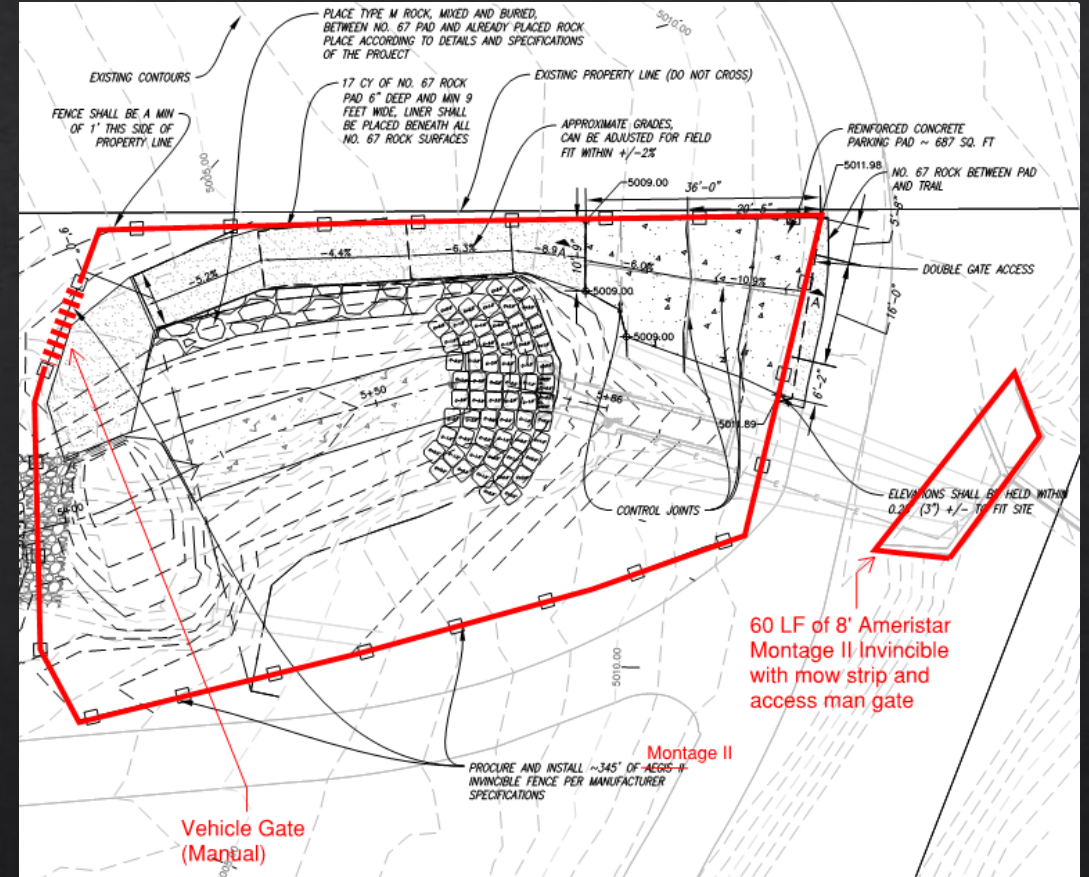 PLACE TYPE M ROCK, MIXED AND BURIED,
BETWEEN NO. 67 PAD AND ALREADY PLACED ROCK
PLACE ACCORDING TO DETAILS AND SPECIFICATIONS
OF THE PROJECT
5010.00
EXISTING CONTOURS
17 CY OF NO. 67 ROCK
PAD 6" DEEP AND MIN 9
FEET WIDE, LINER SHALL
BE PLACED BENEATH ALL
NO. 67 ROCK SURFACES
EXISTING PROPERTY LINE (DO NOT CROSS)
FENCE SHALL BE A MIN
OF 1' THIS SIDE OF
PROPERTY LINE
APPROXIMATE GRADES,
CAN BE ADJUSTED FOR FIELD
FIT WITHIN +/-2%
REINFORCED CONCRETE
PARKING PAD ~ 687 SQ. FT
5005.00
5011.98
NO. 67 ROCK BETWEEN PAD
AND TRAIL
5009.00
36'-0"
5'-8"
-4.4%
-6.3%
-8.9
A
10'-9"
-5.2%
-10.9%
A
DOUBLE GATE ACCESS
5009.00
16'-0"
5009.00
6'-2"
5+50
5+86
5011.89
CONTROL JOINTS
ELEVATIONS SHALL BE HELD WITHIN
(3") +/- TO FIT SITE
60 LF of 8' Ameristar
Montage II Invincible
with mow strip and
access man gate
5010.00
Montage II
PROCURE AND INSTALL ~345' OF AEGIS II
INVINCIBLE FENCE PER MANUFACTURER
SPECIFICATIONS
Vehicle Gate
(Manual)